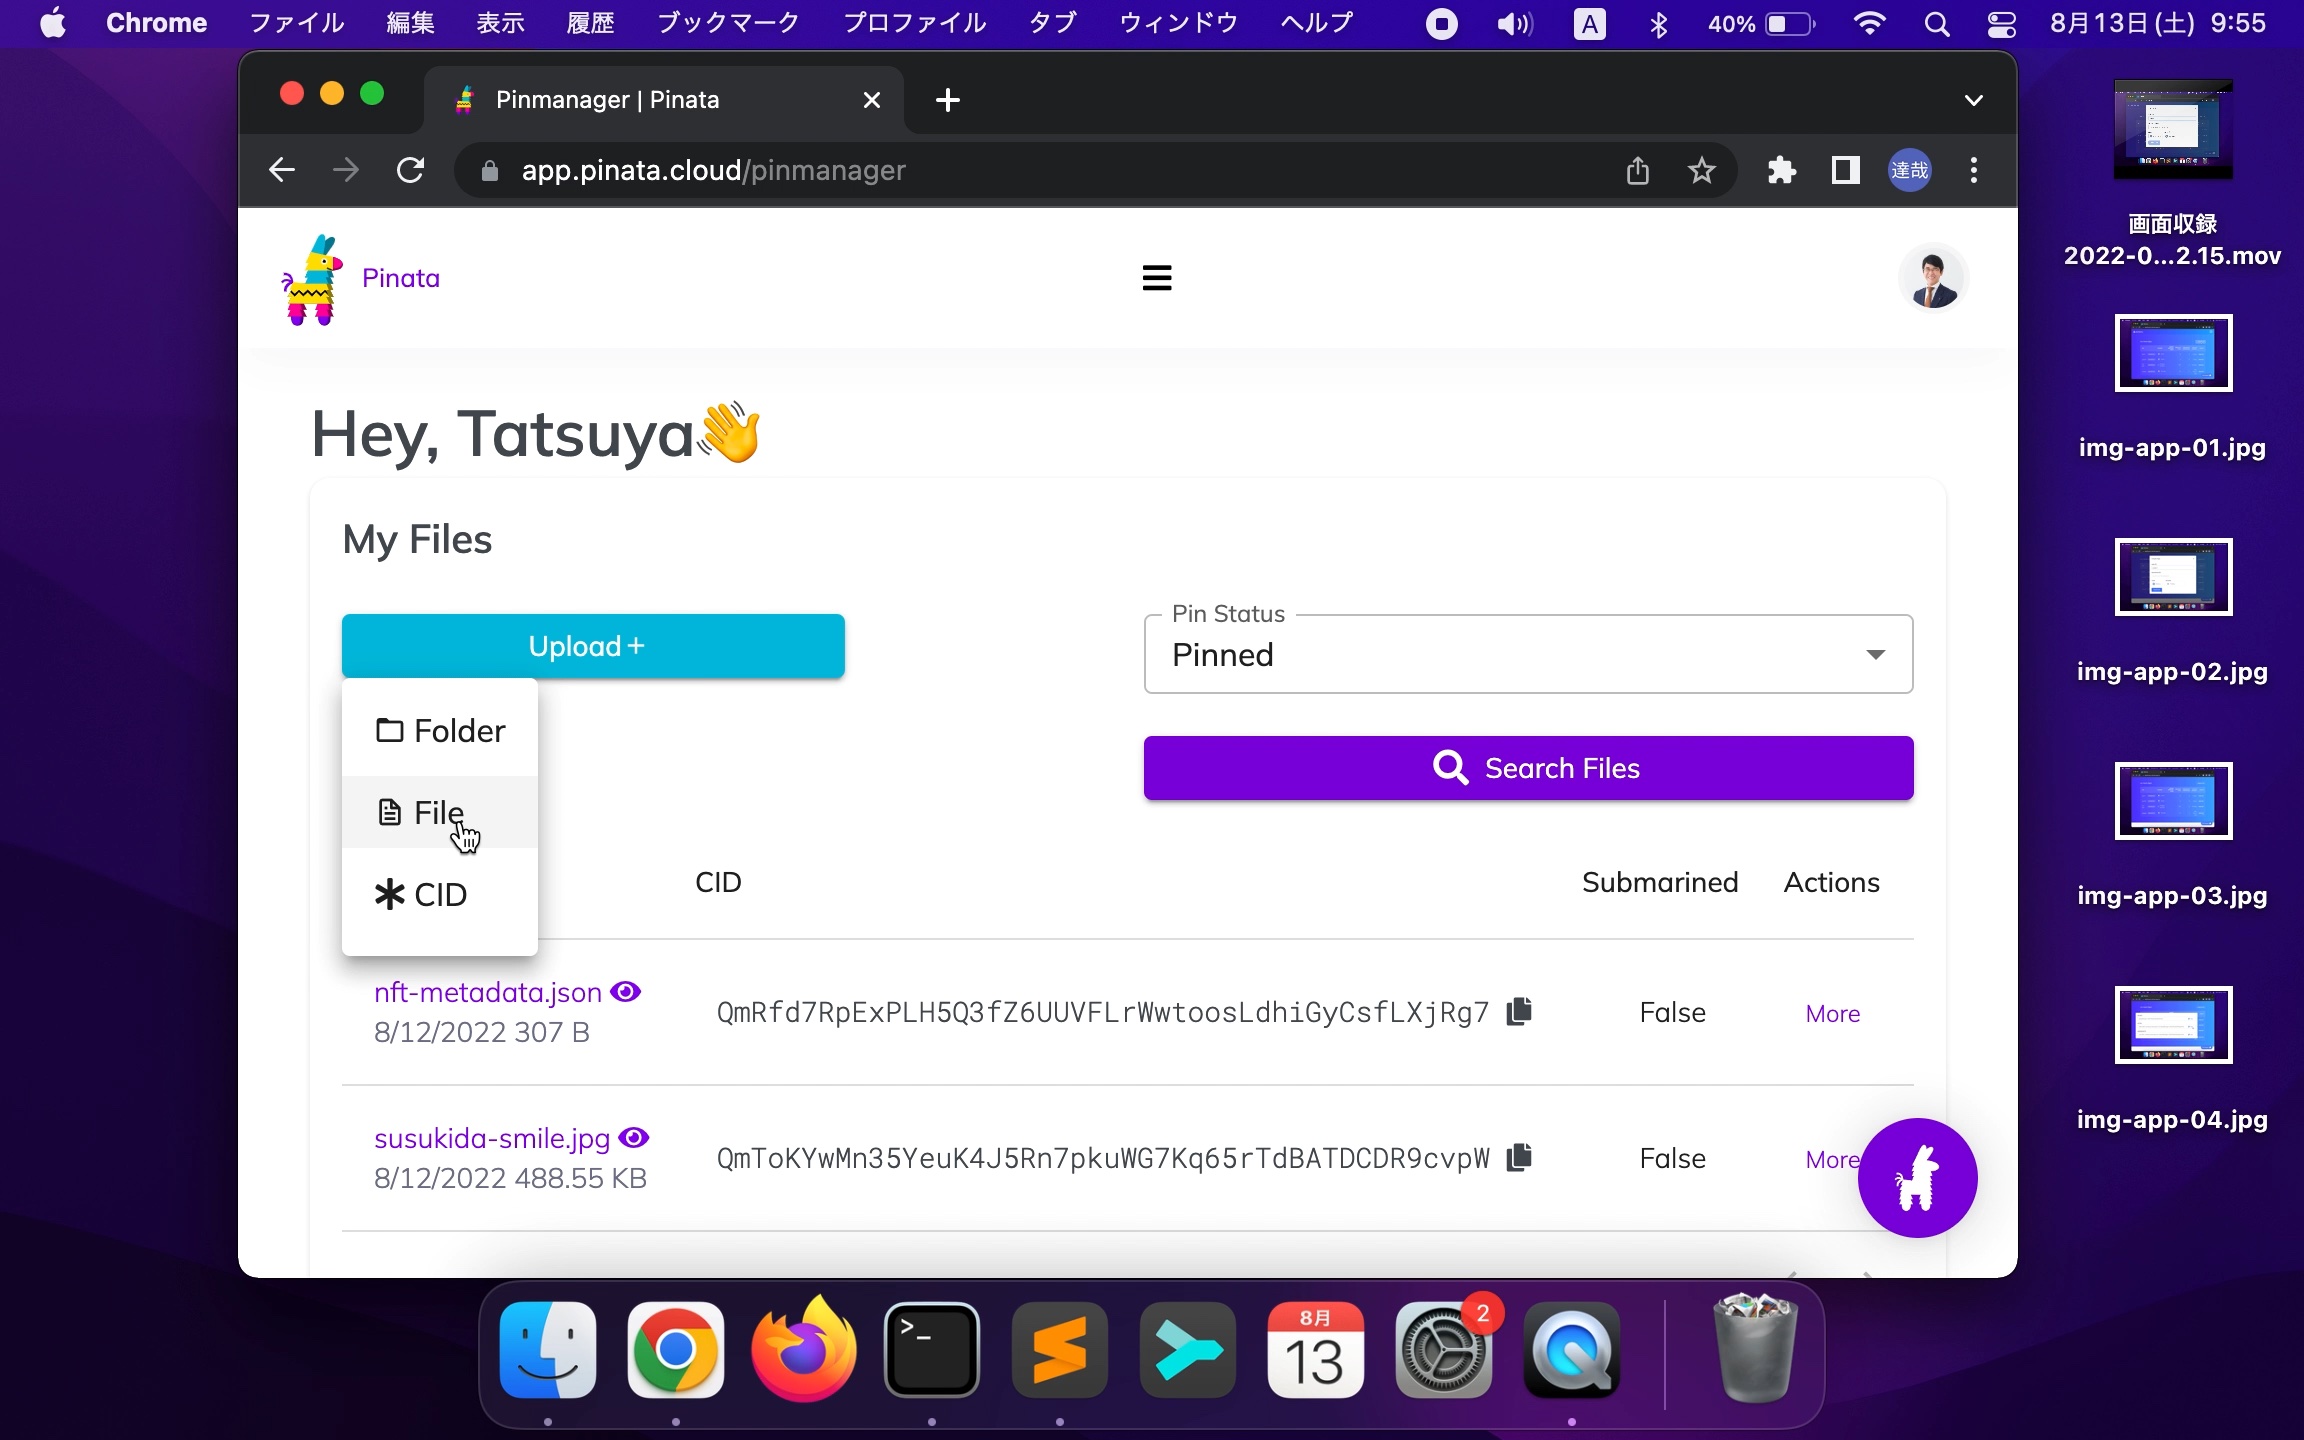 Chrome ファイル 編集 表示 履歴 ブックマーク プロファイル タブ ウィンドウ ヘルプ A 40% 8月13日(土) 9:55
Pinmanager | Pinata
app.pinata.cloud/pinmanager
達哉
Pinata
Hey, Tatsuya👋
My Files
Upload+
Pin Status
Pinned
Folder
File
CID
Search Files
CID Submarined Actions
nft-metadata.json
8/12/2022 307 B
QmRfd7RpExPLH5Q3fZ6UUVFLrWwtoosLdhiGyCsfLXjRg7 False More
susukida-smile.jpg
8/12/2022 488.55 KB
QmToKYwMn35YeuK4J5Rn7pkuWG7Kq65rTdBATDCDR9cvpW False More
画面収録
2022-0...2.15.mov
img-app-01.jpg
img-app-02.jpg
img-app-03.jpg
img-app-04.jpg
>_
8月
13
2